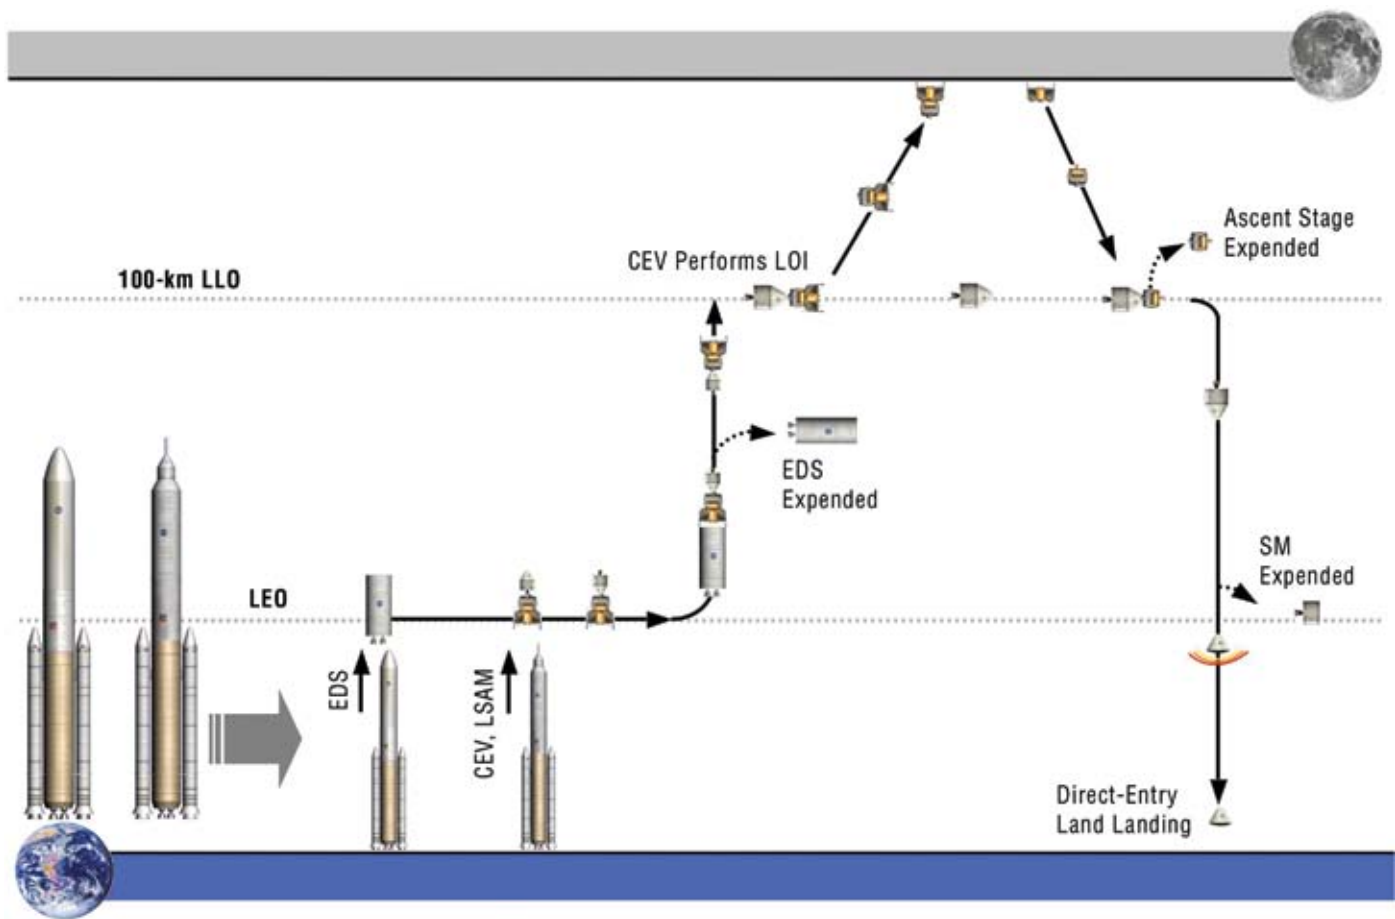 CEV Performs LOI
Ascent Stage
Expended
100-km LLO
EDS
Expended
SM
Expended
LEO
EDS
CEV, LSAM
Direct-Entry
Land Landing